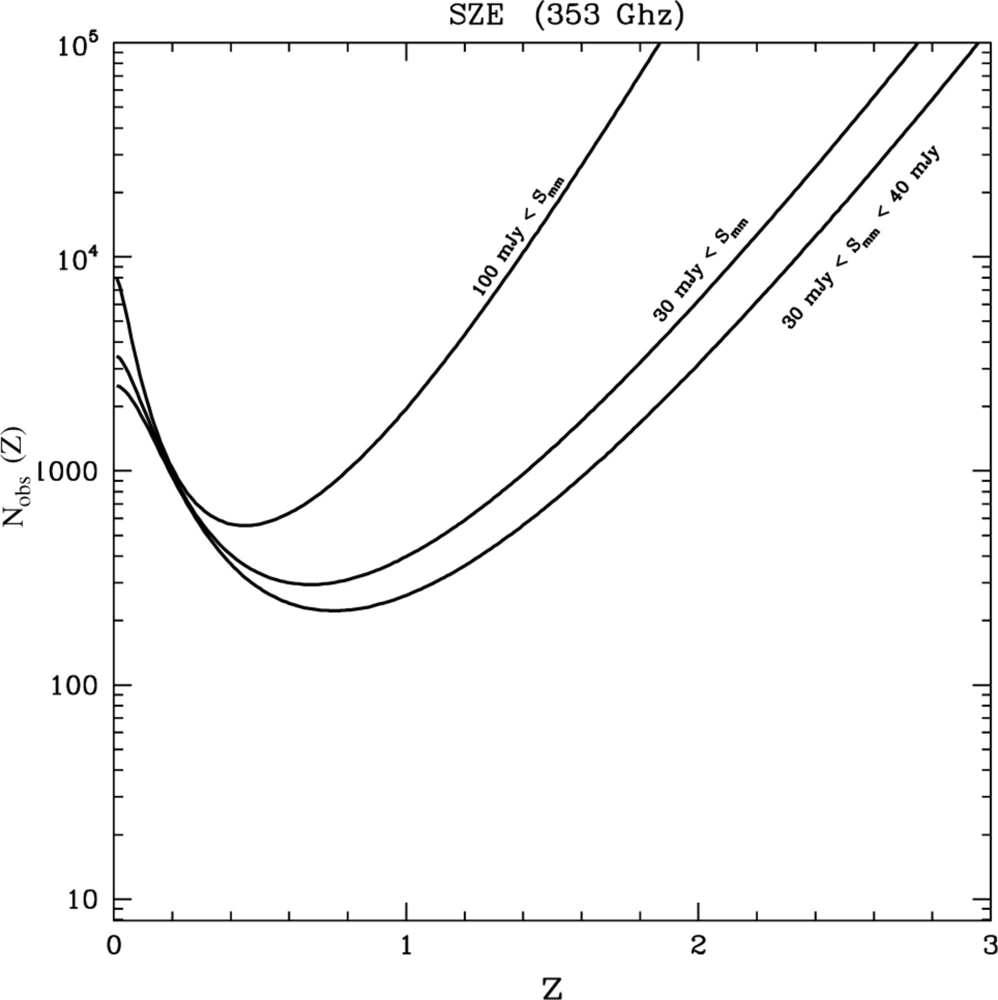 SZE (353 Ghz)
10⁵
10⁴
1000
100
10
N_obs (Z)
100 mJy < S_mm
30 mJy < S_mm
30 mJy < S_mm < 40 mJy
0 1 2 3
Z